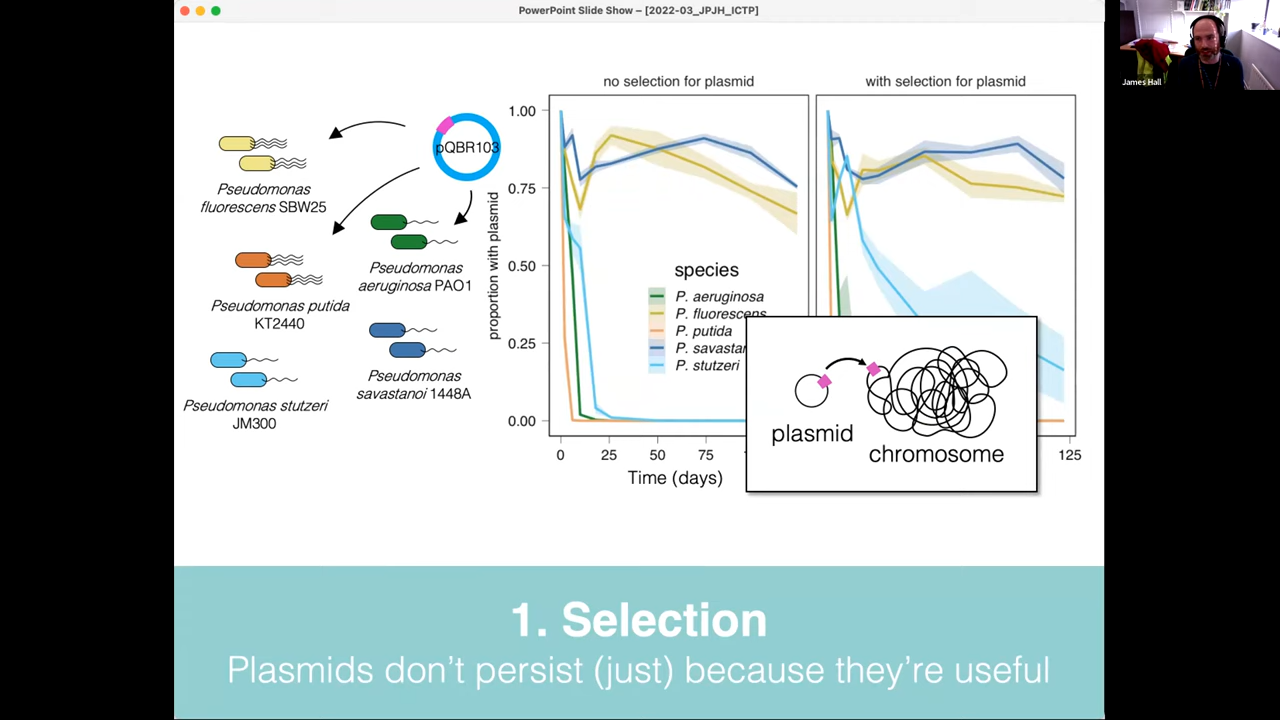 PowerPoint Slide Show – [2022-03_JPJH_ICTP]
James Hall
pQBR103
Pseudomonas
fluorescens SBW25
Pseudomonas
aeruginosa PAO1
Pseudomonas putida
KT2440
Pseudomonas
savastanoi 1448A
Pseudomonas stutzeri
JM300
no selection for plasmid
with selection for plasmid
proportion with plasmid
1.00
0.75
0.50
0.25
0.00
species
P. aeruginosa
P. fluorescens
P. putida
P. savastan
P. stutzeri
0
25
50
75
125
Time (days)
plasmid
chromosome
1. Selection
Plasmids don't persist (just) because they're useful